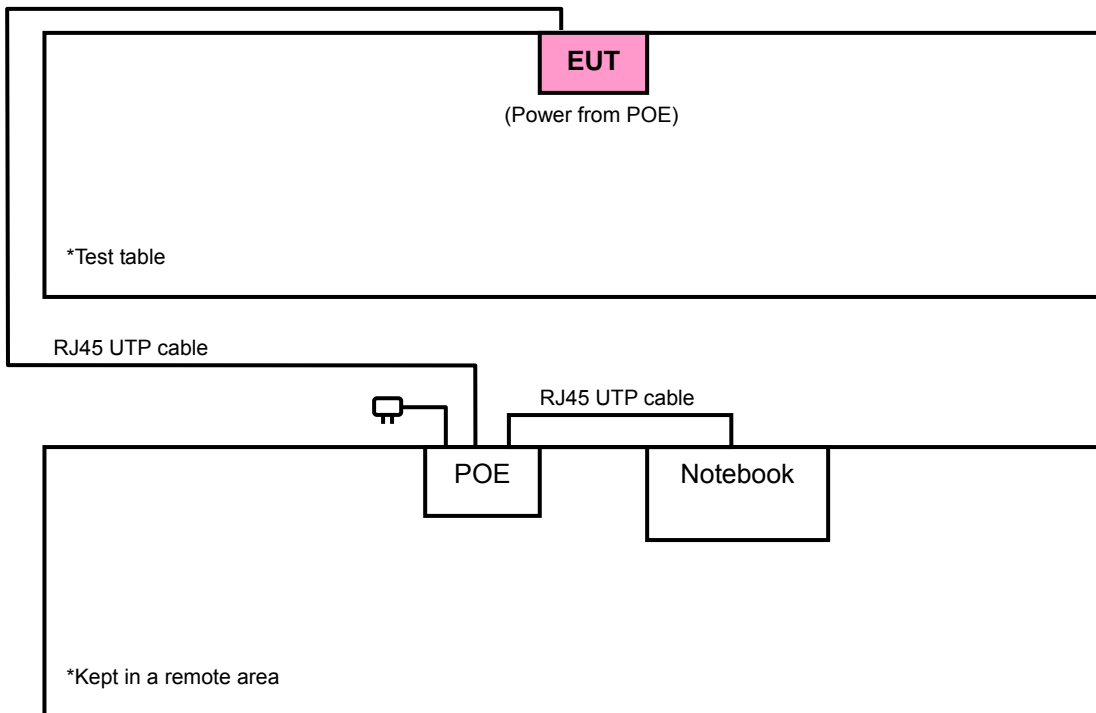 EUT
(Power from POE)
*Test table
RJ45 UTP cable
RJ45 UTP cable
POE
Notebook
*Kept in a remote area